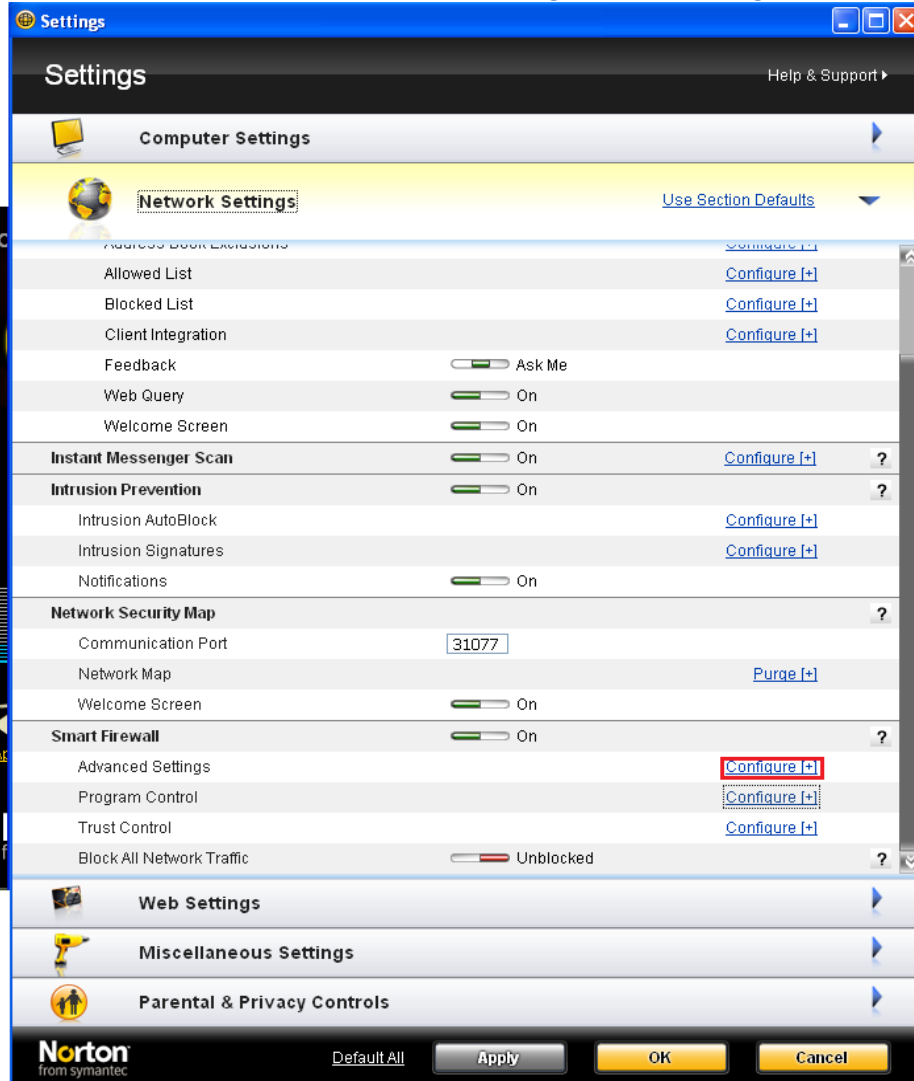 Settings
Settings
Help & Support
Computer Settings
Network Settings Use Section Defaults
Address Book Exclusions Configure [+]
Allowed List Configure [+]
Blocked List Configure [+]
Client Integration Configure [+]
Feedback Ask Me
Web Query On
Welcome Screen On
Instant Messenger Scan On Configure [+] ?
Intrusion Prevention On ?
Intrusion AutoBlock Configure [+]
Intrusion Signatures Configure [+]
Notifications On
Network Security Map ?
Communication Port 31077
Network Map Purge [+]
Welcome Screen On
Smart Firewall On ?
Advanced Settings Configure [+]
Program Control Configure [+]
Trust Control Configure [+]
Block All Network Traffic Unblocked ?
Web Settings
Miscellaneous Settings
Parental & Privacy Controls
Norton
from symantec
Default All Apply OK Cancel